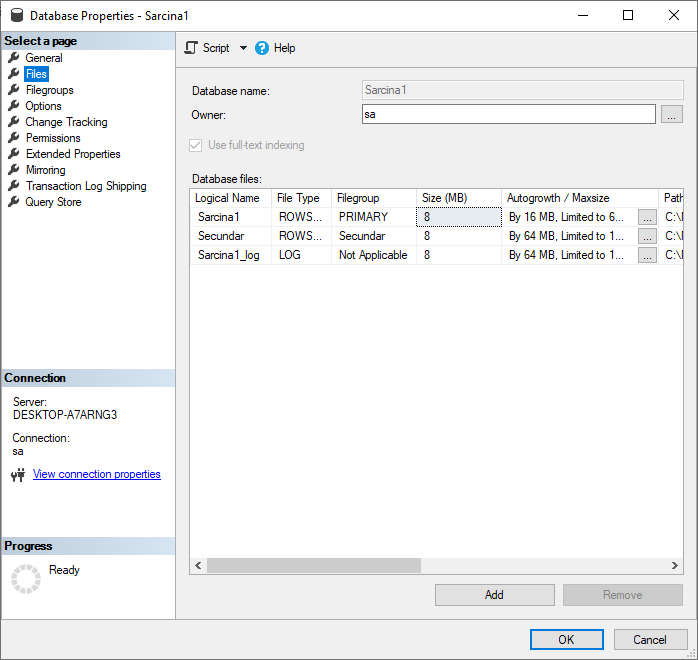 Database Properties - Sarcina1
Select a page
General
Files
Filegroups
Options
Change Tracking
Permissions
Extended Properties
Mirroring
Transaction Log Shipping
Query Store
Connection
Server:
DESKTOP-A7ARNG3
Connection:
sa
View connection properties
Progress
Ready
Script Help
Database name: Sarcina1
Owner: sa ...
Use full-text indexing
Database files:
Logical Name File Type Filegroup Size (MB) Autogrowth / Maxsize Path
Sarcina1 ROWS... PRIMARY 8 By 16 MB, Limited to 6... ... C:\
Secundar ROWS... Secundar 8 By 64 MB, Limited to 1... ... C:\
Sarcina1_log LOG Not Applicable 8 By 64 MB, Limited to 1... ... C:\
Add Remove
OK Cancel